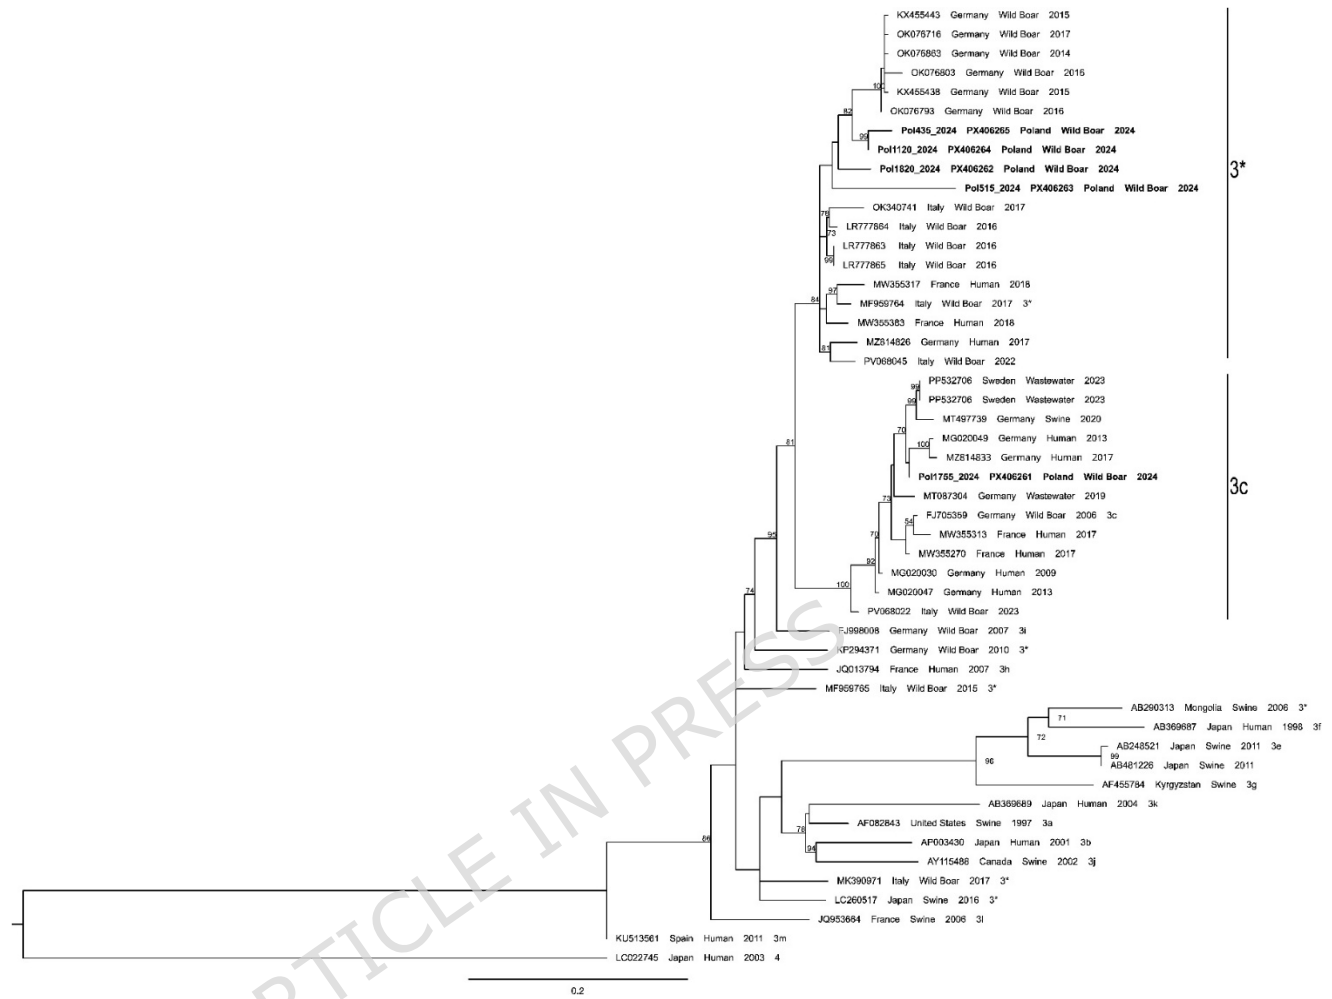 KX455443 Germany Wild Boar 2015
OK076716 Germany Wild Boar 2017
OK076863 Germany Wild Boar 2014
OK076803 Germany Wild Boar 2016
100
KX455438 Germany Wild Boar 2015
OK076793 Germany Wild Boar 2016
82
Pol435_2024 PX406265 Poland Wild Boar 2024
99
Pol1120_2024 PX406264 Poland Wild Boar 2024
Pol1820_2024 PX406262 Poland Wild Boar 2024
3*
Pol515_2024 PX406263 Poland Wild Boar 2024
OK340741 Italy Wild Boar 2017
78
LR777864 Italy Wild Boar 2016
73
LR777863 Italy Wild Boar 2016
99
LR777865 Italy Wild Boar 2016
MW355317 France Human 2018
97
84
MF959764 Italy Wild Boar 2017 3*
MW355383 France Human 2018
MZ814826 Germany Human 2017
81
PV068045 Italy Wild Boar 2022
PP532706 Sweden Wastewater 2023
99
PP532706 Sweden Wastewater 2023
99
MT497739 Germany Swine 2020
70
MG020049 Germany Human 2013
100
81
MZ814833 Germany Human 2017
Pol1755_2024 PX406261 Poland Wild Boar 2024
3c
MT087304 Germany Wastewater 2019
73
FJ705359 Germany Wild Boar 2006 3c
54
MW355313 France Human 2017
70
95
MW355270 France Human 2017
92
MG020030 Germany Human 2009
100
MG020047 Germany Human 2013
74
PV068022 Italy Wild Boar 2023
FJ998008 Germany Wild Boar 2007 3i
KP294371 Germany Wild Boar 2010 3*
JQ013794 France Human 2007 3h
MF959765 Italy Wild Boar 2015 3*
AB290313 Mongolia Swine 2006 3*
71
AB369687 Japan Human 1998 3f
72
AB248521 Japan Swine 2011 3e
99
96
AB481226 Japan Swine 2011
AF455784 Kyrgyzstan Swine 3g
AB369689 Japan Human 2004 3k
AF082843 United States Swine 1997 3a
78
86
AP003430 Japan Human 2001 3b
94
AY115488 Canada Swine 2002 3j
MK390971 Italy Wild Boar 2017 3*
LC260517 Japan Swine 2016 3*
JQ953664 France Swine 2006 3l
KU513561 Spain Human 2011 3m
LC022745 Japan Human 2003 4
0.2
RTICLE IN PRESS